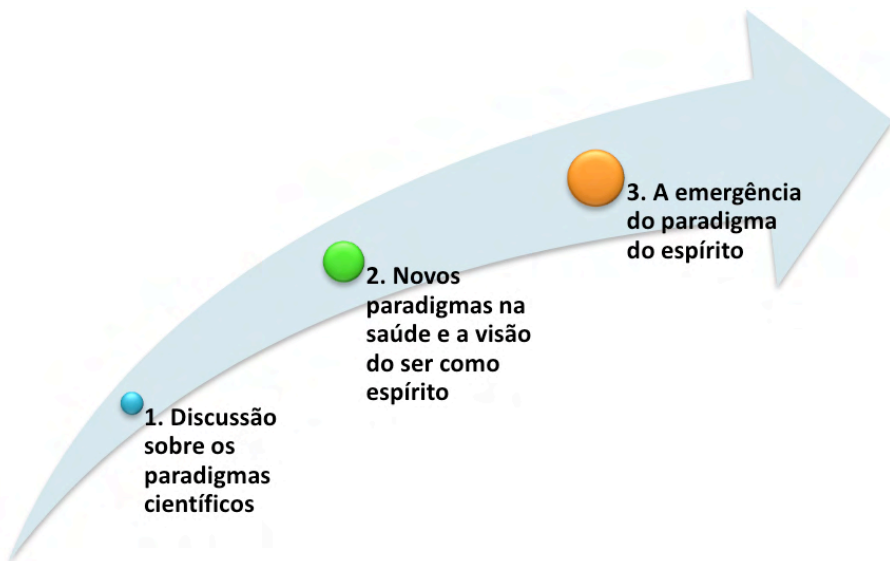 1. Discussão
sobre os
paradigmas
científicos
2. Novos
paradigmas na
saúde e a visão
do ser como
espírito
3. A emergência
do paradigma
do espírito